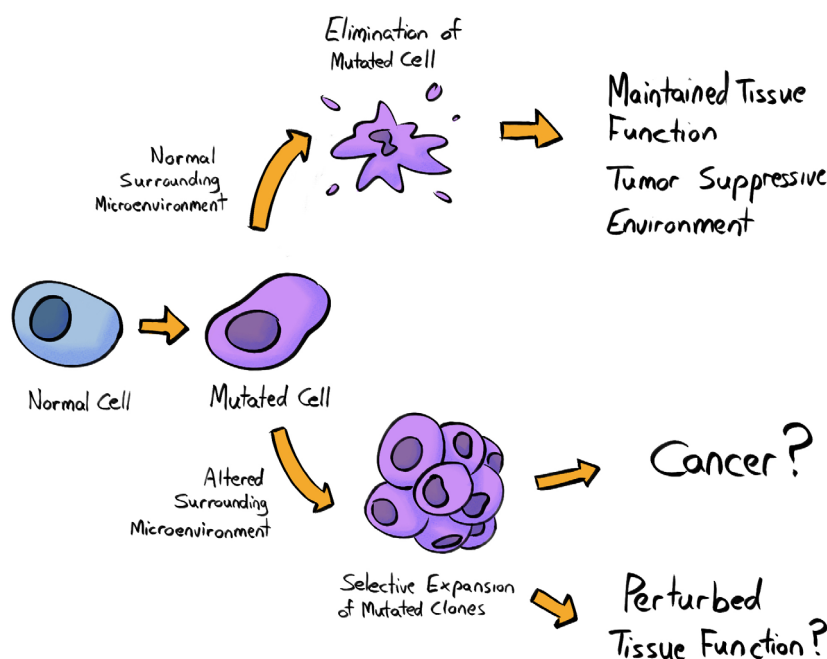 Elimination of
Mutated Cell
Maintained Tissue
Function
Tumor Suppressive
Environment
Normal
Surrounding
Microenvironment
Normal Cell
Mutated Cell
Altered
Surrounding
Microenvironment
Cancer?
Selective Expansion
of Mutated Clones
Perturbed
Tissue Function?